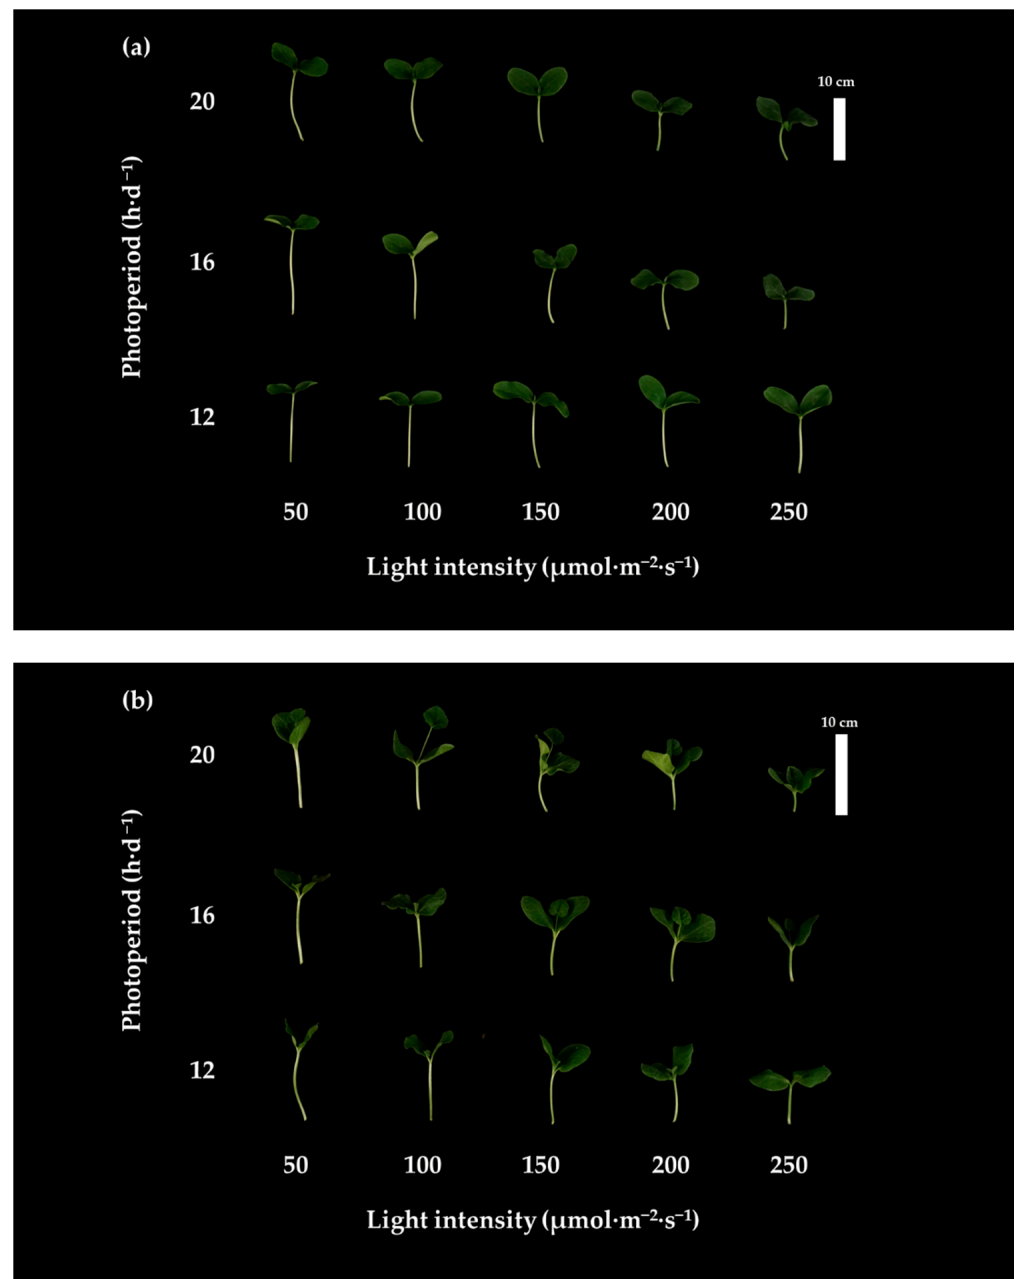 (a)
10 cm
20
16
12
Photoperiod (h·d⁻¹)
50 100 150 200 250
Light intensity (µmol·m⁻²·s⁻¹)
(b)
10 cm
20
16
12
Photoperiod (h·d⁻¹)
50 100 150 200 250
Light intensity (µmol·m⁻²·s⁻¹)